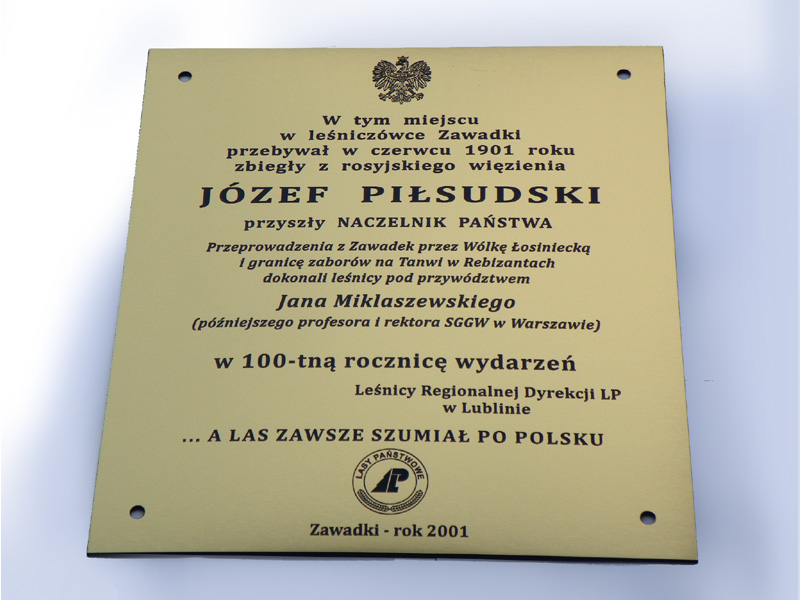 W tym miejscu
w leśniczówce Zawadki
przebywał w czerwcu 1901 roku
zbiegły z rosyjskiego więzienia
JÓZEF PIŁSUDSKI
przyszły NACZELNIK PAŃSTWA
Przeprowadzenia z Zawadek przez Wólkę Łosiniecką
i granicę zaborów na Tanwi w Rebizantach
dokonali leśnicy pod przywództwem
Jana Miklaszewskiego
(późniejszego profesora i rektora SGGW w Warszawie)
w 100-tną rocznicę wydarzeń
Leśnicy Regionalnej Dyrekcji LP
w Lublinie
... A LAS ZAWSZE SZUMIAŁ PO POLSKU
LASY PAŃSTWOWE
LP
Zawadki - rok 2001